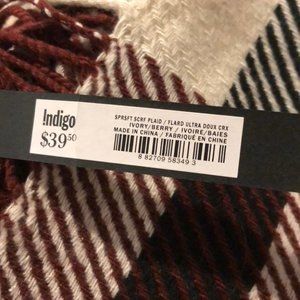 Indigo
$39.50
SPRSFT SCRF PLAID / FLARD ULTRA DOUX CRX
IVORY/BERRY / IVOIRE/BAIES
MADE IN CHINA / FABRIQUÉ EN CHINE
8 82709 58349 3